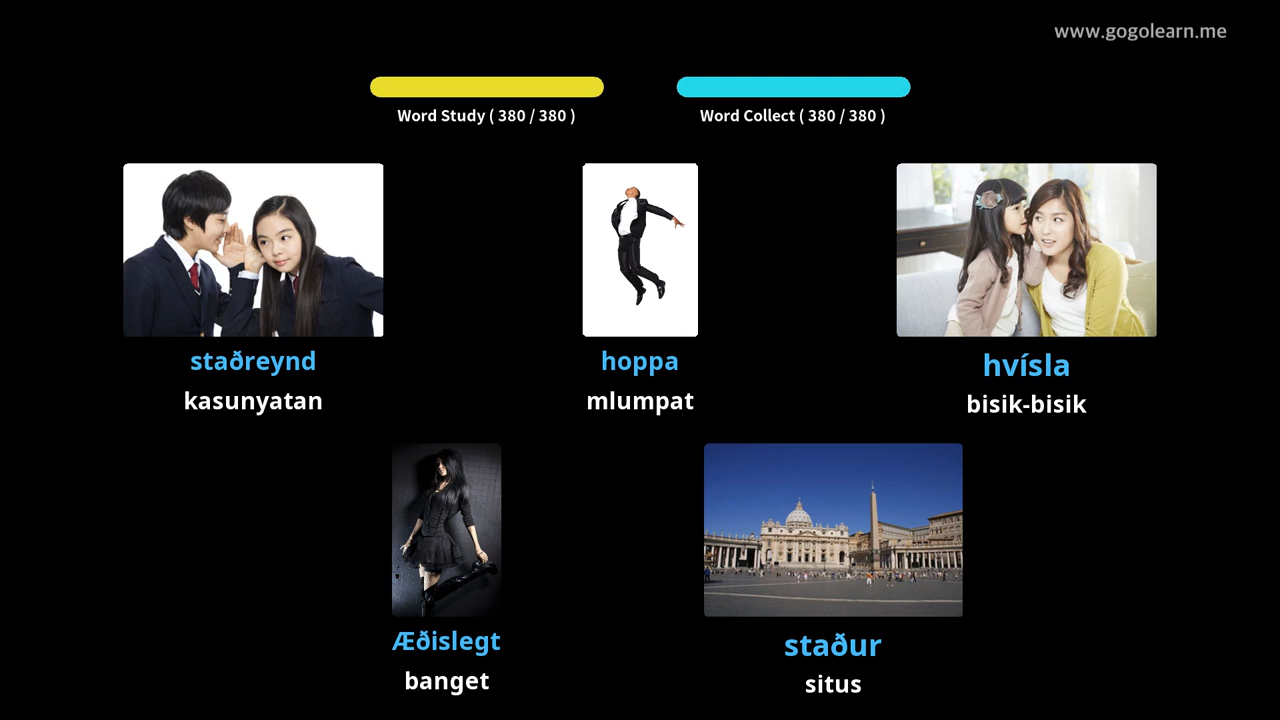 www.gogolearn.me
Word Study ( 380 / 380 )
Word Collect ( 380 / 380 )
staðreynd
kasunyatan
hoppa
mlumpat
hvísla
bisik-bisik
Æðislegt
banget
staður
situs